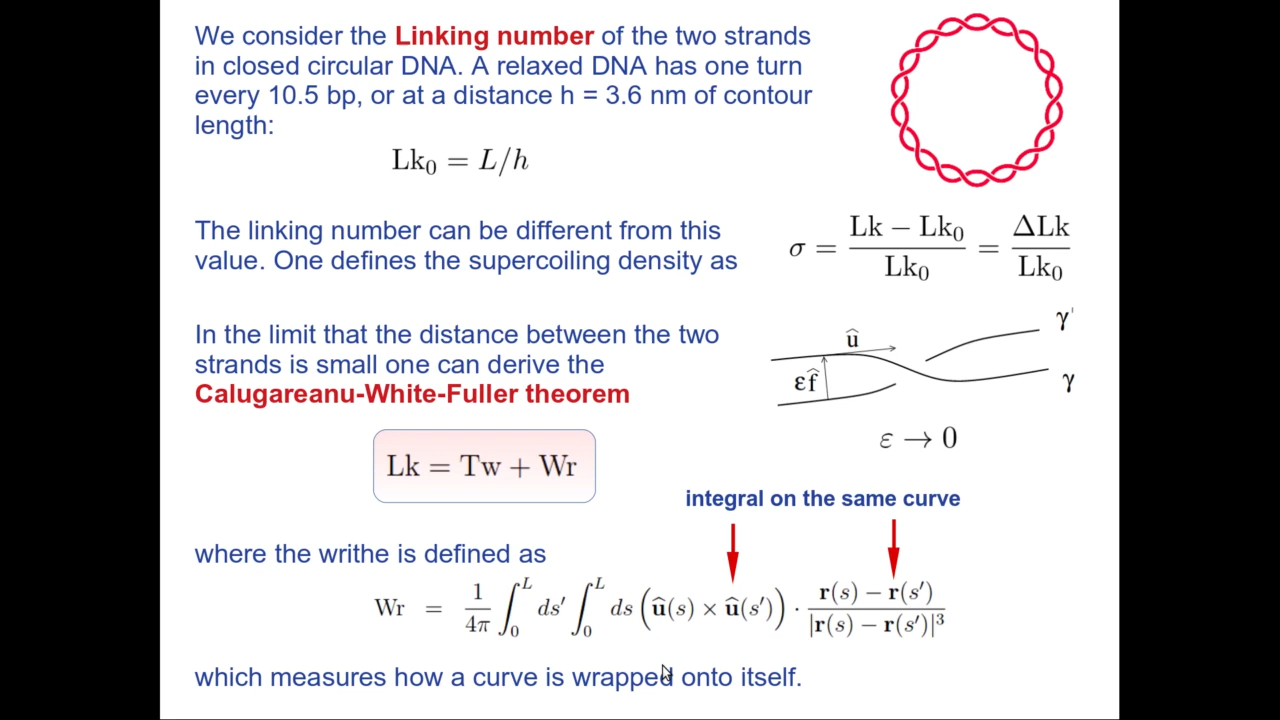 We consider the Linking number of the two strands
in closed circular DNA. A relaxed DNA has one turn
every 10.5 bp, or at a distance h = 3.6 nm of contour
length:
Lk₀ = L/h
The linking number can be different from this
value. One defines the supercoiling density as
σ = (Lk − Lk₀)/Lk₀ = ΔLk/Lk₀
In the limit that the distance between the two
strands is small one can derive the
Calugareanu-White-Fuller theorem
û
γ'
εf̂
γ
ε → 0
Lk = Tw + Wr
integral on the same curve
where the writhe is defined as
Wr = 1/4π ∫₀ᴸ ds′ ∫₀ᴸ ds (û(s) × û(s′)) · (r(s) − r(s′))/|r(s) − r(s′)|³
which measures how a curve is wrapped onto itself.